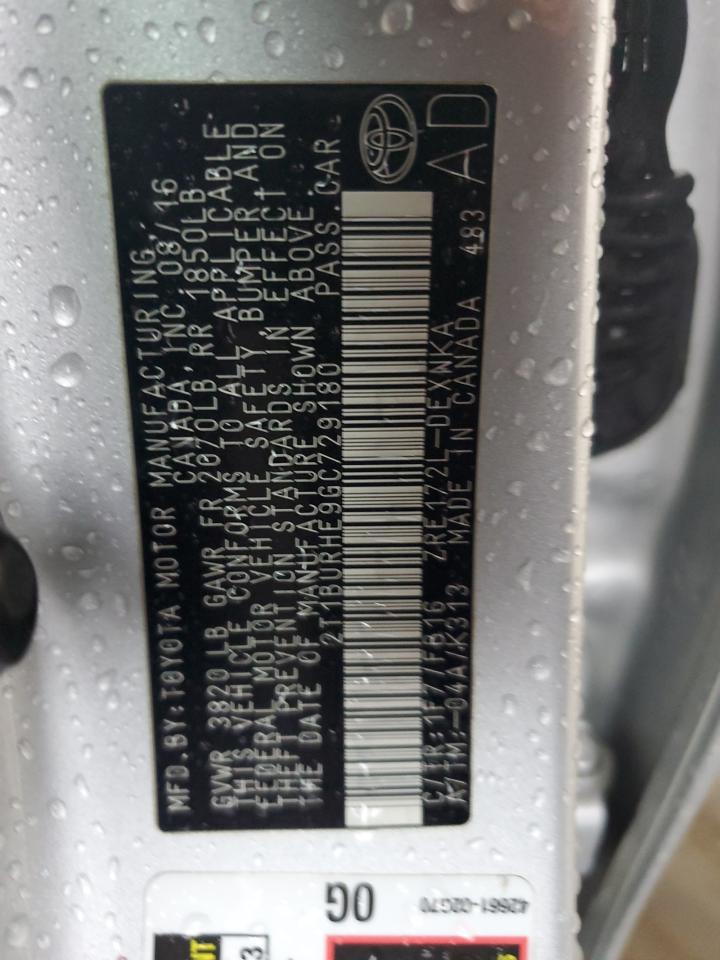 MFD.BY:TOYOTA MOTOR MANUFACTURING,
CANADA,INC 08/16
GVWR 3820LB GAWR FR 2070LB,RR 1850LB
THIS VEHICLE CONFORMS TO ALL APPLICABLE
FEDERAL MOTOR VEHICLE SAFETY,BUMPER AND
THEFT PREVENTION STANDARDS IN EFFECT ON
THE DATE OF MANUFACTURE SHOWN ABOVE.
2T1BURHE9GC729180 PASS.CAR
C/TR:1F7/FB16 ZRE172L-DEXNKA
A/TM:-04A/K313 MADE IN CANADA 483
AD
0G
42661-02G70